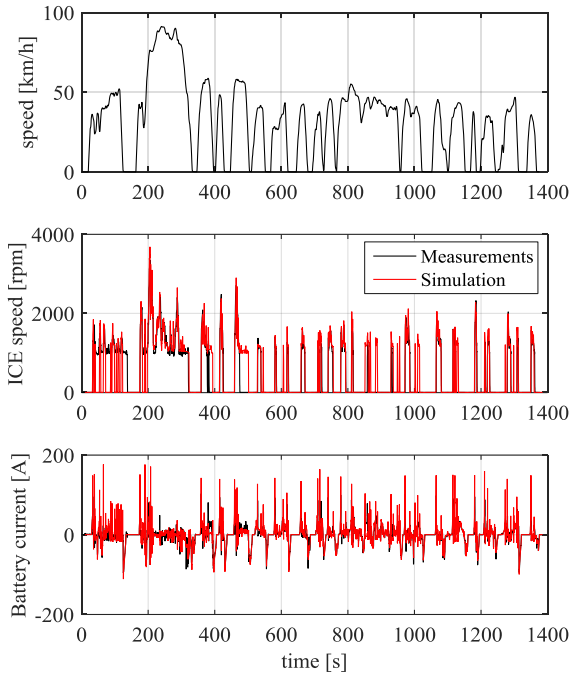 100
50
0
speed [km/h]
0 200 400 600 800 1000 1200 1400
4000
2000
0
ICE speed [rpm]
Measurements
Simulation
0 200 400 600 800 1000 1200 1400
200
0
-200
Battery current [A]
0 200 400 600 800 1000 1200 1400
time [s]